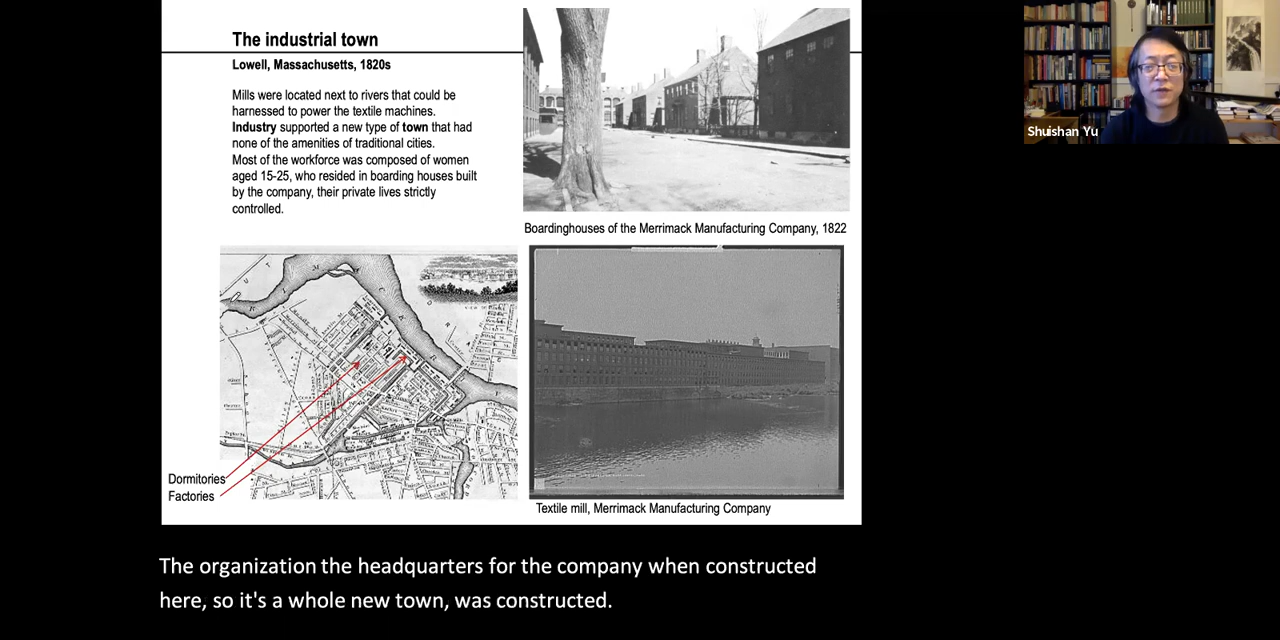 The industrial town
Lowell, Massachusetts, 1820s
Mills were located next to rivers that could be
harnessed to power the textile machines.
Industry supported a new type of town that had
none of the amenities of traditional cities.
Most of the workforce was composed of women
aged 15-25, who resided in boarding houses built
by the company, their private lives strictly
controlled.
Boardinghouses of the Merrimack Manufacturing Company, 1822
Dormitories
Factories
Textile mill, Merrimack Manufacturing Company
Shuishan Yu
The organization the headquarters for the company when constructed
here, so it's a whole new town, was constructed.